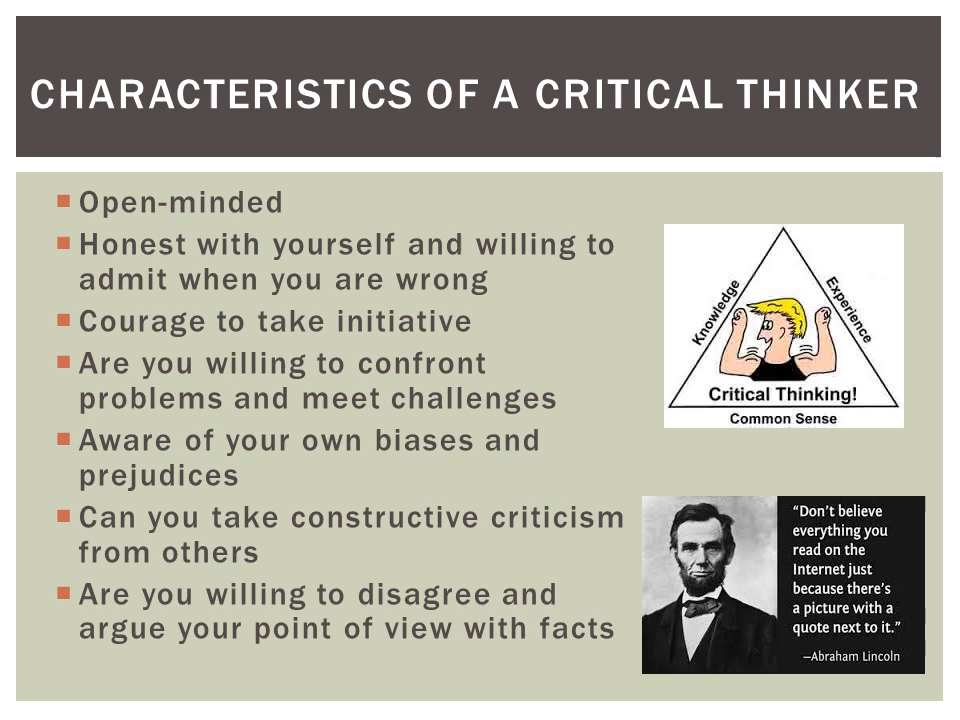 CHARACTERISTICS OF A CRITICAL THINKER
Open-minded
Honest with yourself and willing to
admit when you are wrong
Courage to take initiative
Are you willing to confront
problems and meet challenges
Aware of your own biases and
prejudices
Can you take constructive criticism
from others
Are you willing to disagree and
argue your point of view with facts
Knowledge
Experience
Critical Thinking!
Common Sense
“Don’t believe
everything you
read on the
Internet just
because there’s
a picture with a
quote next to it.”
—Abraham Lincoln